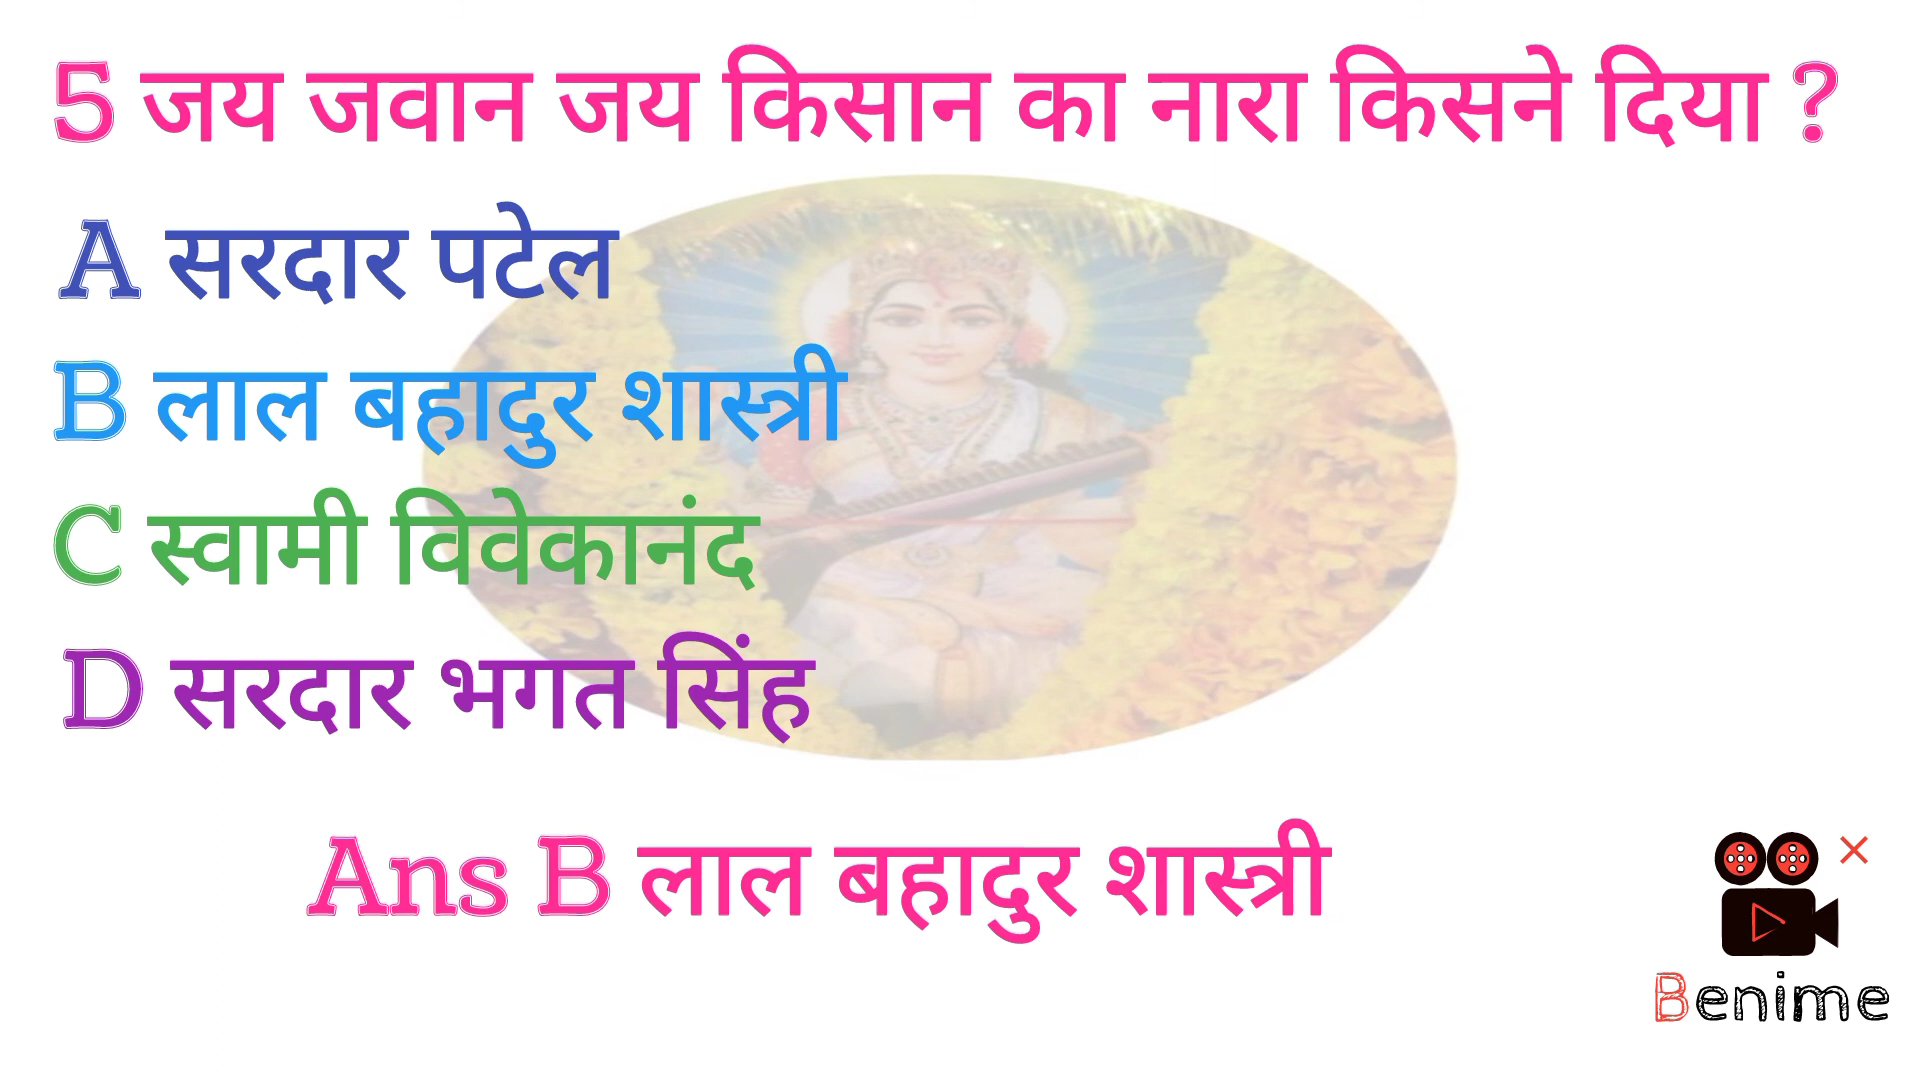 5 जय जवान जय किसान का नारा किसने दिया ?
A सरदार पटेल
B लाल बहादुर शास्त्री
C स्वामी विवेकानंद
D सरदार भगत सिंह
Ans B लाल बहादुर शास्त्री
Benime